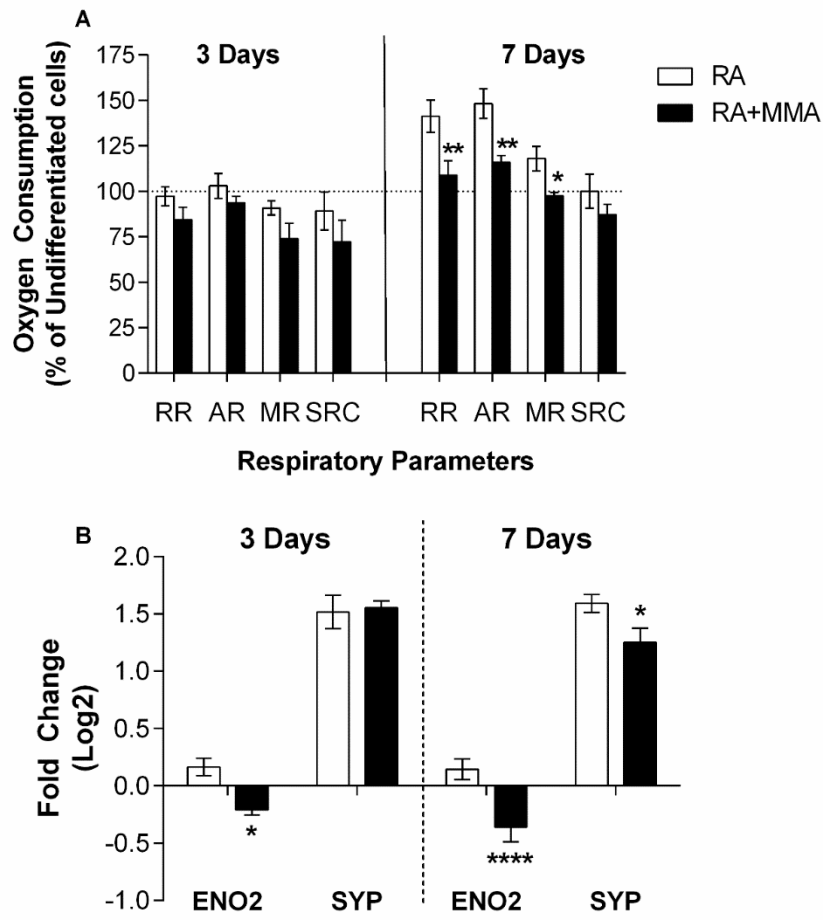 A
3 Days
7 Days
RA
RA+MMA
Oxygen Consumption
(% of Undifferentiated cells)
175
150
125
100
75
50
25
0
**
**
*
RR AR MR SRC
RR AR MR SRC
Respiratory Parameters
B
3 Days
7 Days
Fold Change
(Log2)
2.0
1.5
1.0
0.5
0.0
-0.5
-1.0
*
*
****
ENO2 SYP
ENO2 SYP